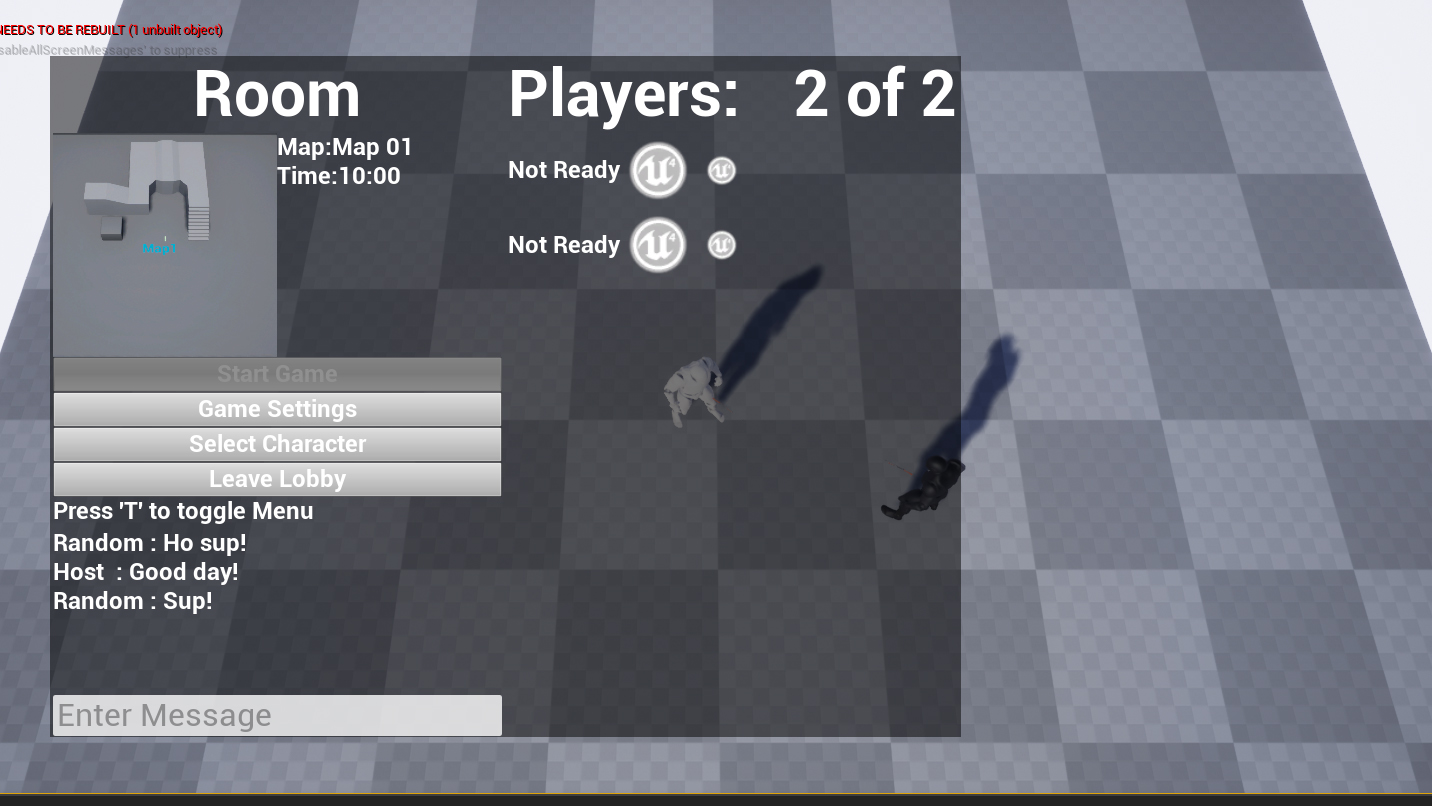 NEEDS TO BE REBUILT (1 unbuilt object)
sableAllScreenMessages' to suppress
Room
Players: 2 of 2
Map:Map 01
Time:10:00
Map1
Not Ready
Not Ready
Start Game
Game Settings
Select Character
Leave Lobby
Press 'T' to toggle Menu
Random : Ho sup!
Host : Good day!
Random : Sup!
Enter Message